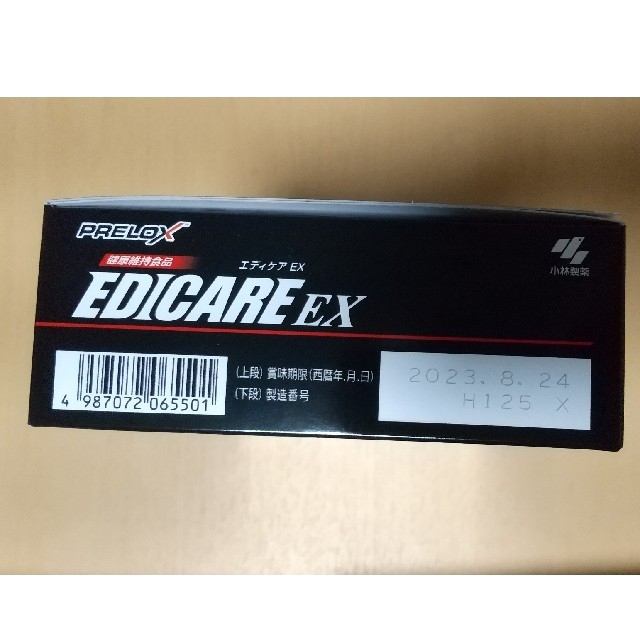 PRELOX
健康維持食品
エディケア EX
EDICARE EX
小林製薬
(上段) 賞味期限(西暦年.月.日)
(下段) 製造番号
2023. 8. 24
H125 X
4 987072 065501